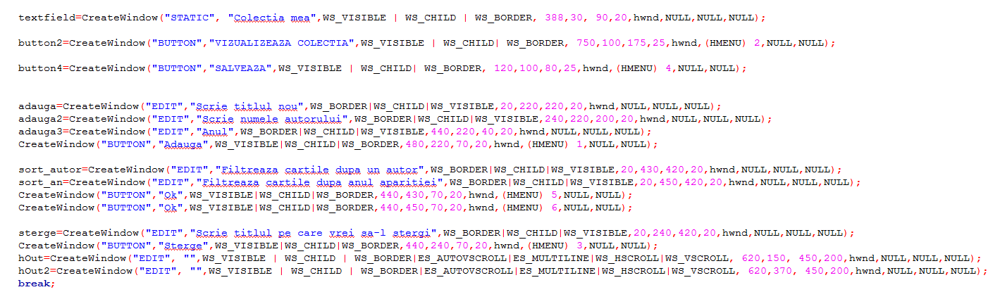 textfield=CreateWindow("STATIC", "Colectia mea",WS_VISIBLE | WS_CHILD | WS_BORDER, 388,30, 90,20,hwnd,NULL,NULL,NULL);
button2=CreateWindow("BUTTON","VIZUALIZEAZA COLECTIA",WS_VISIBLE | WS_CHILD| WS_BORDER, 750,100,175,25,hwnd,(HMENU) 2,NULL,NULL);
button4=CreateWindow("BUTTON","SALVEAZA",WS_VISIBLE | WS_CHILD| WS_BORDER, 120,100,80,25,hwnd,(HMENU) 4,NULL,NULL);
adauga=CreateWindow("EDIT","Scrie titlul nou",WS_BORDER|WS_CHILD|WS_VISIBLE,20,220,220,20,hwnd,NULL,NULL,NULL);
adauga2=CreateWindow("EDIT","Scrie numele autorului",WS_BORDER|WS_CHILD|WS_VISIBLE,240,220,200,20,hwnd,NULL,NULL,NULL);
adauga3=CreateWindow("EDIT","Anul",WS_BORDER|WS_CHILD|WS_VISIBLE,440,220,40,20,hwnd,NULL,NULL,NULL);
CreateWindow("BUTTON","Adauga",WS_VISIBLE|WS_CHILD|WS_BORDER,480,220,70,20,hwnd,(HMENU) 1,NULL,NULL);
sort_autor=CreateWindow("EDIT","Filtreaza cartile dupa un autor",WS_BORDER|WS_CHILD|WS_VISIBLE,20,430,420,20,hwnd,NULL,NULL,NULL);
sort_an=CreateWindow("EDIT","Filtreaza cartile dupa anul aparitiei",WS_BORDER|WS_CHILD|WS_VISIBLE,20,450,420,20,hwnd,NULL,NULL,NULL);
CreateWindow("BUTTON","Ok",WS_VISIBLE|WS_CHILD|WS_BORDER,440,430,70,20,hwnd,(HMENU) 5,NULL,NULL);
CreateWindow("BUTTON","Ok",WS_VISIBLE|WS_CHILD|WS_BORDER,440,450,70,20,hwnd,(HMENU) 6,NULL,NULL);
sterge=CreateWindow("EDIT","Scrie titlul pe care vrei sa-l stergi",WS_BORDER|WS_CHILD|WS_VISIBLE,20,240,420,20,hwnd,NULL,NULL,NULL);
CreateWindow("BUTTON","Sterge",WS_VISIBLE|WS_CHILD|WS_BORDER,440,240,70,20,hwnd,(HMENU) 3,NULL,NULL);
hOut=CreateWindow("EDIT", "",WS_VISIBLE | WS_CHILD | WS_BORDER|ES_AUTOVSCROLL|ES_MULTILINE|WS_HSCROLL|WS_VSCROLL, 620,150, 450,200,hwnd,NULL,NULL,NULL);
hOut2=CreateWindow("EDIT", "",WS_VISIBLE | WS_CHILD | WS_BORDER|ES_AUTOVSCROLL|ES_MULTILINE|WS_HSCROLL|WS_VSCROLL, 620,370, 450,200,hwnd,NULL,NULL,NULL);
break;